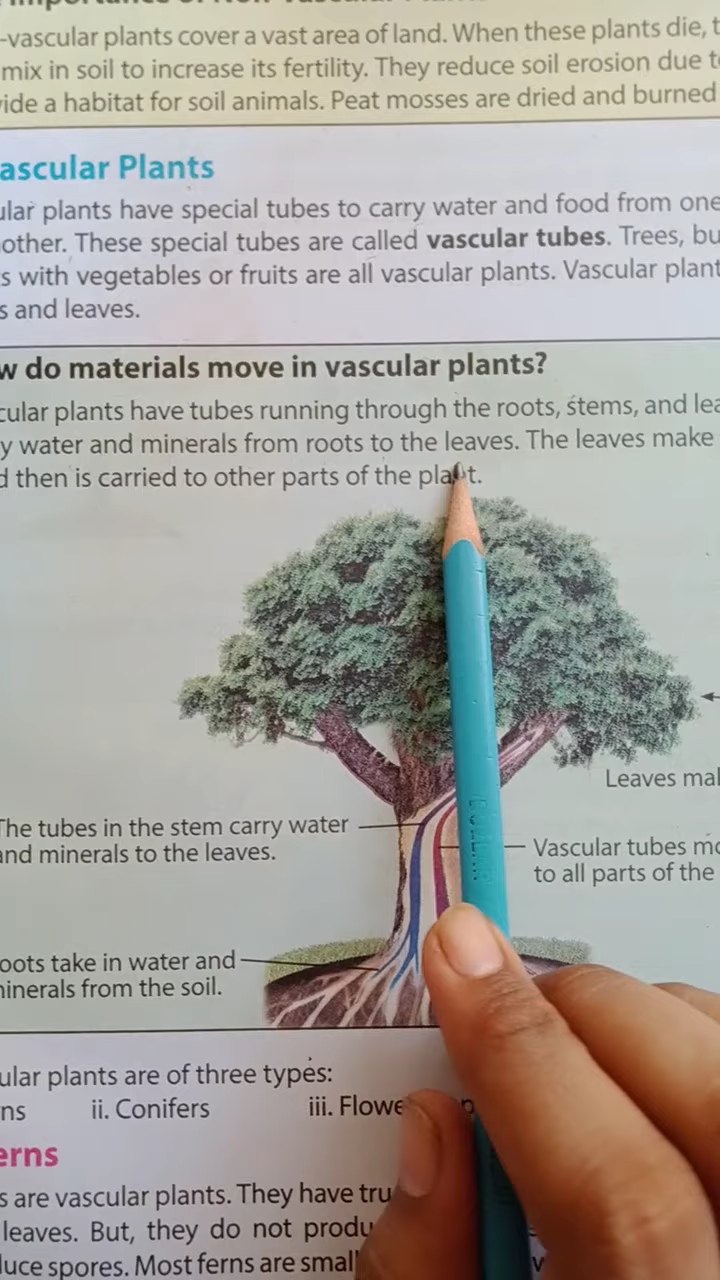 -vascular plants cover a vast area of land. When these plants die, t
mix in soil to increase its fertility. They reduce soil erosion due t
ide a habitat for soil animals. Peat mosses are dried and burned
ascular Plants
ular plants have special tubes to carry water and food from one
other. These special tubes are called vascular tubes. Trees, bu
s with vegetables or fruits are all vascular plants. Vascular plant
s and leaves.
w do materials move in vascular plants?
cular plants have tubes running through the roots, stems, and lea
y water and minerals from roots to the leaves. The leaves make
d then is carried to other parts of the plant.
Leaves mal
The tubes in the stem carry water
and minerals to the leaves.
Vascular tubes mo
to all parts of the
oots take in water and
ninerals from the soil.
ular plants are of three types:
ns ii. Conifers iii. Flowe
erns
s are vascular plants. They have tru
leaves. But, they do not produ
duce spores. Most ferns are small